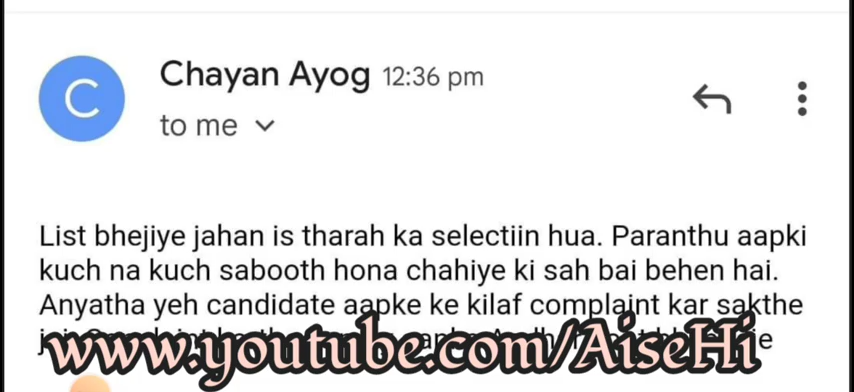 C
Chayan Ayog 12:36 pm
to me
List bhejiye jahan is tharah ka selectiin hua. Paranthu aapki
kuch na kuch sabooth hona chahiye ki sah bai behen hai.
Anyatha yeh candidate aapke ke kilaf complaint kar sakthe
www.youtube.com/AiseHi